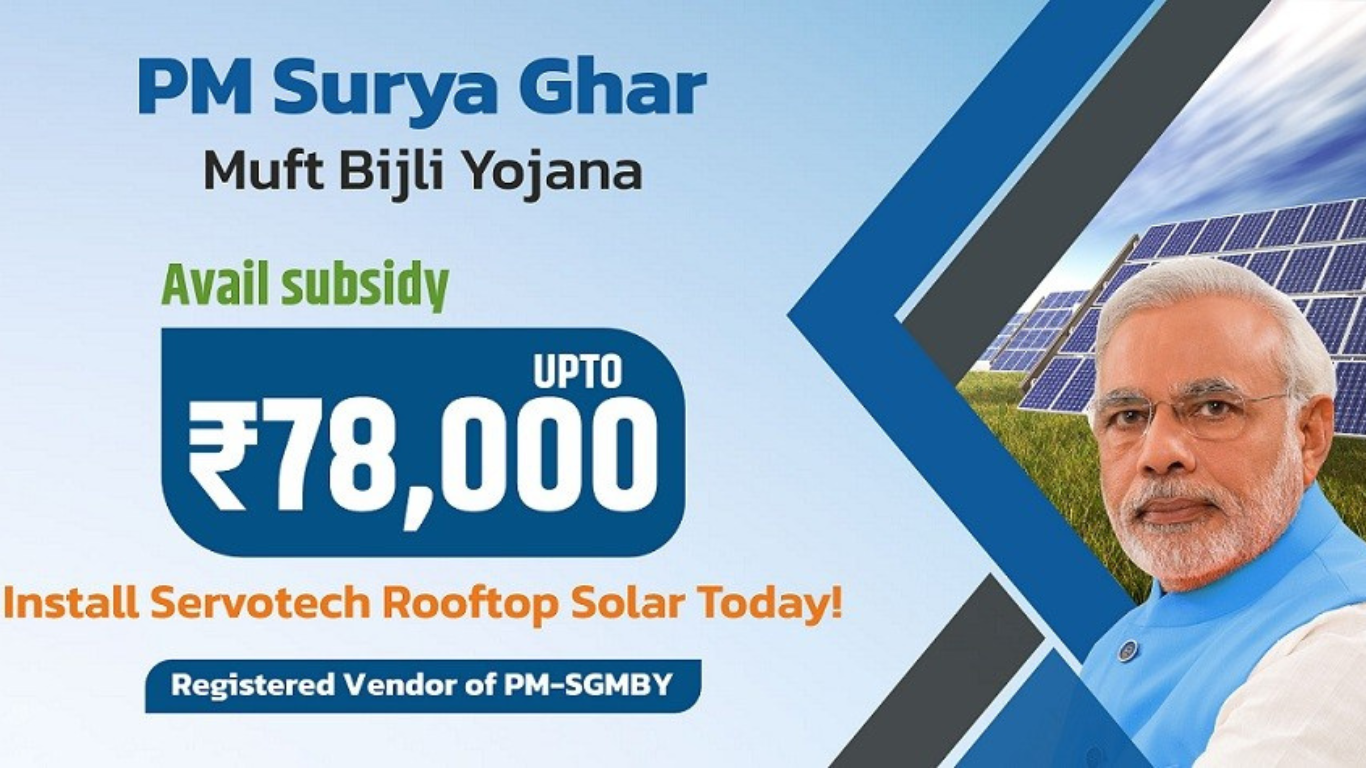 PM Surya Ghar
Muft Bijli Yojana
Avail subsidy
UPTO
₹78,000
Install Servotech Rooftop Solar Today!
Registered Vendor of PM-SGMBY